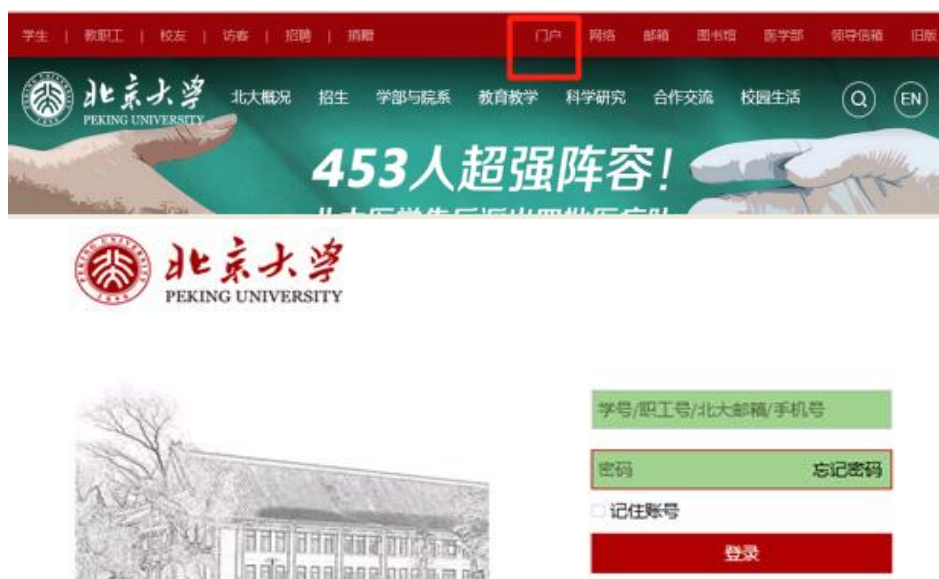 学生 | 教职工 | 校友 | 访客 | 招聘 | 捐赠 门户 网络 邮箱 图书馆 医学部 领导信箱 旧版
北京大学 北大概况 招生 学部与院系 教育教学 科学研究 合作交流 校园生活 EN
PEKING UNIVERSITY
453人超强阵容!
北京大学
PEKING UNIVERSITY
1898
学号/职工号/北大邮箱/手机号
密码 忘记密码
记住账号
登录